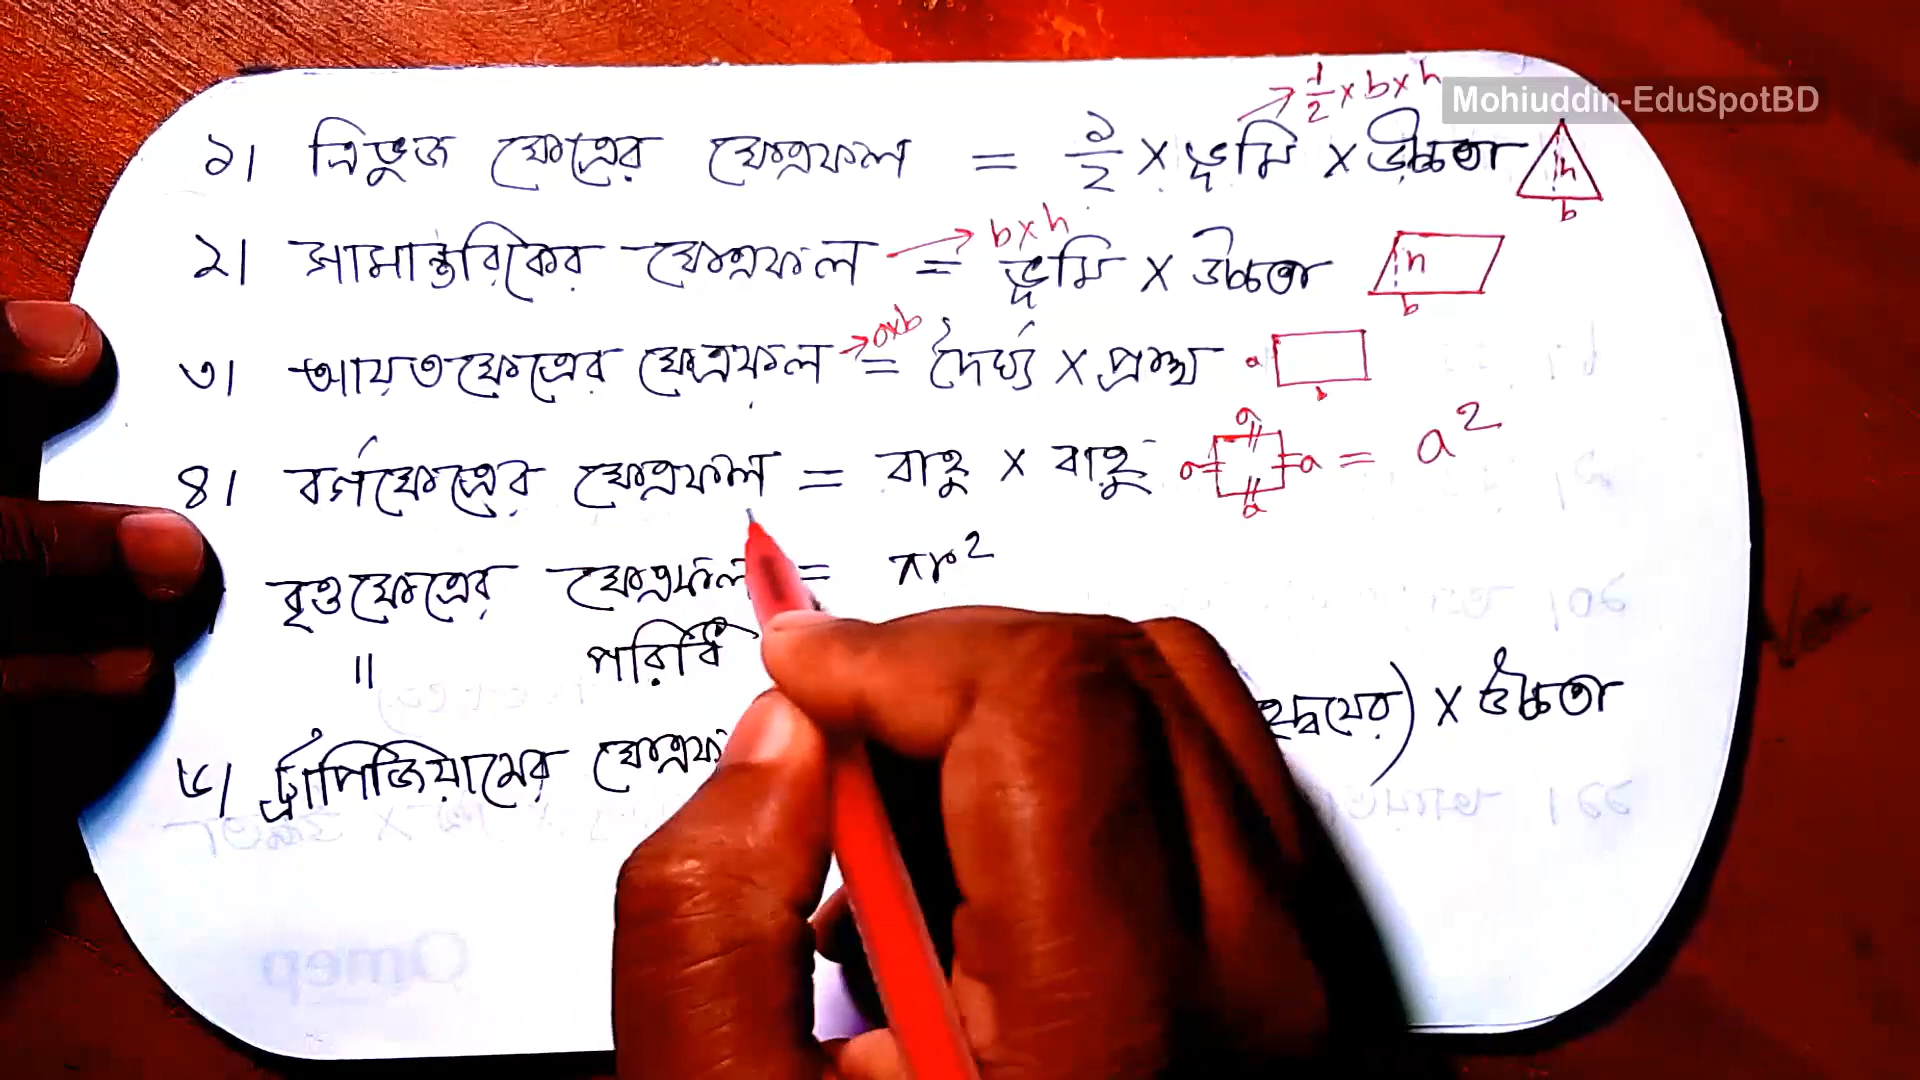 Mohiuddin-EduSpotBD
১। ত্রিভুজ ক্ষেত্রের ক্ষেত্রফল = ১/২ × ভূমি × উচ্চতা → 1/2 × b × h h b
২। সামান্তরিকের ক্ষেত্রফল = ভূমি × উচ্চতা → b × h h b
৩। আয়তক্ষেত্রের ক্ষেত্রফল = দৈর্ঘ্য × প্রস্থ → a×b a b
৪। বর্গক্ষেত্রের ক্ষেত্রফল = বাহু × বাহু a a a a = a²
বৃত্তক্ষেত্রের ক্ষেত্রফল = πr²
" পরিধি
৬। ট্রাপিজিয়ামের ক্ষেত্রফ দ্বয়ের) × উচ্চতা